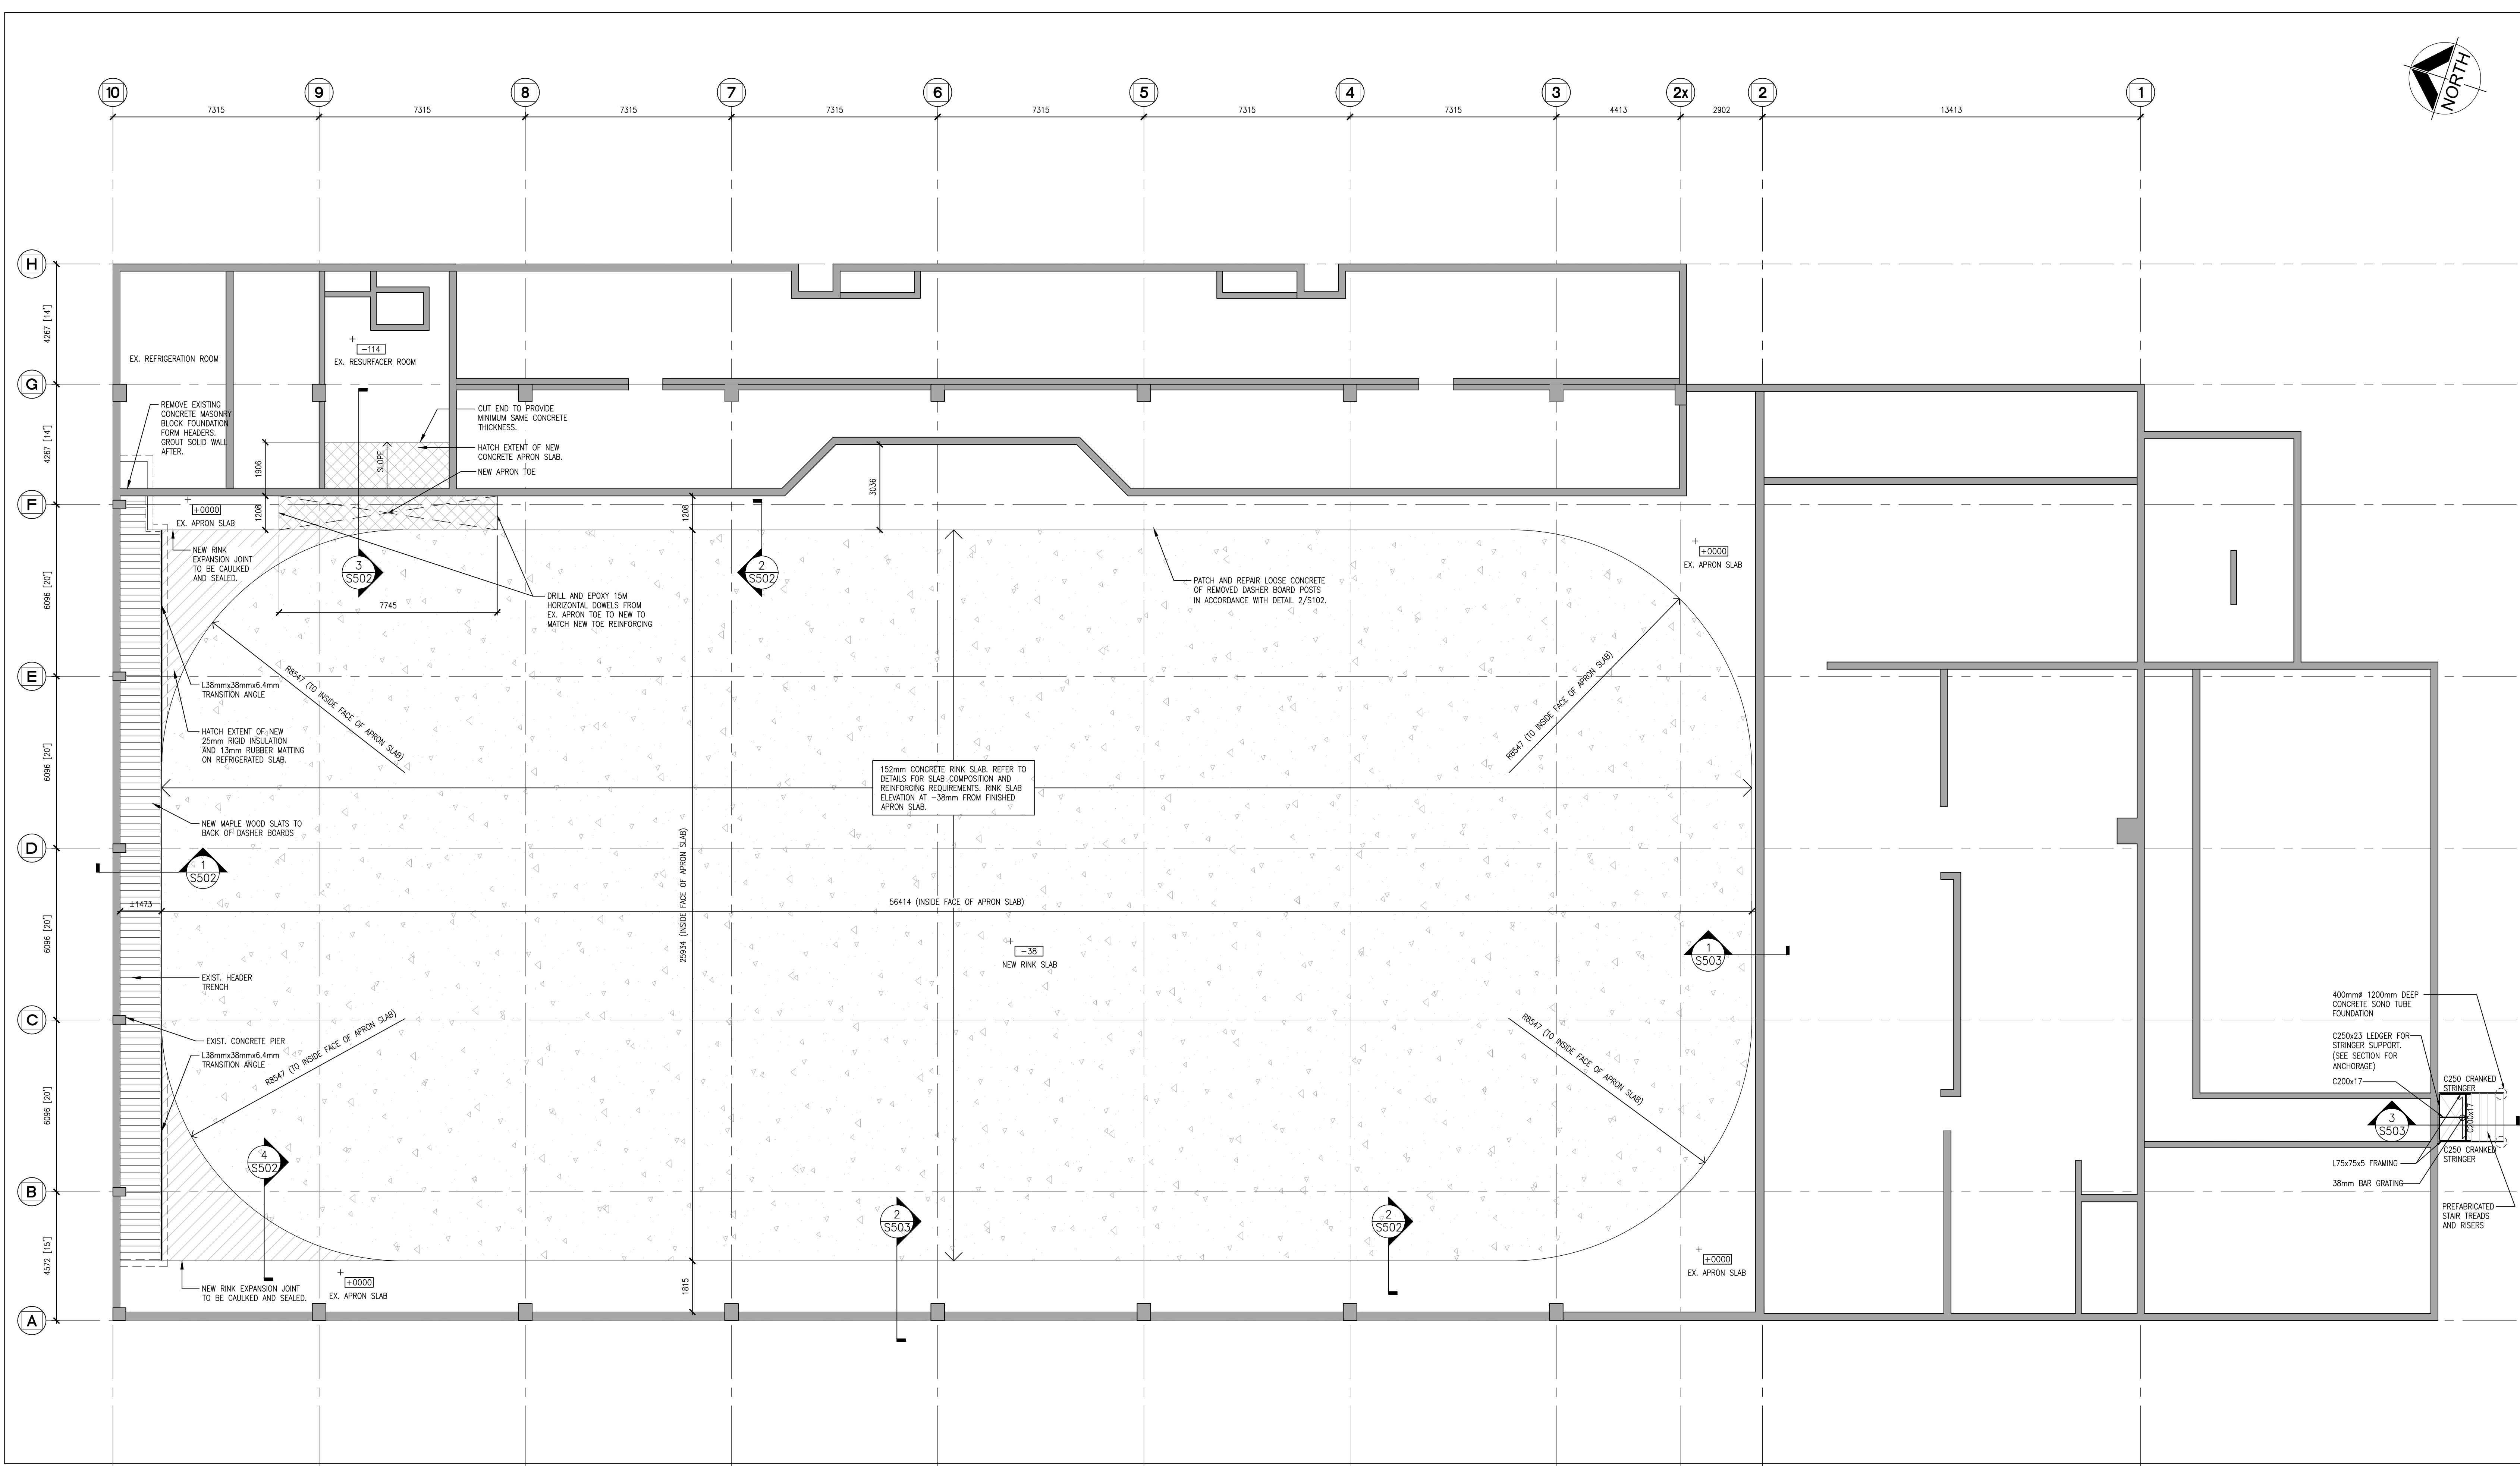 NORTH
10
9
8
7
6
5
4
3
2x
2
1
7315
7315
7315
7315
7315
7315
7315
4413
2902
13413
H
G
F
E
D
C
B
A
4267 [14']
4267 [14']
6096 [20']
6096 [20']
6096 [20']
6096 [20']
4572 [15']
EX. REFRIGERATION ROOM
-114
EX. RESURFACER ROOM
REMOVE EXISTING
CONCRETE MASONRY
BLOCK FOUNDATION
FORM HEADERS.
GROUT SOLID WALL
AFTER.
CUT END TO PROVIDE
MINIMUM SAME CONCRETE
THICKNESS.
HATCH EXTENT OF NEW
CONCRETE APRON SLAB.
NEW APRON TOE
SLOPE
1906
1208
1208
3036
+0000
EX. APRON SLAB
NEW RINK
EXPANSION JOINT
TO BE CAULKED
AND SEALED.
3
S502
2
S502
7745
DRILL AND EPOXY 15M
HORIZONTAL DOWELS FROM
EX. APRON TOE TO NEW TO
MATCH NEW TOE REINFORCING
PATCH AND REPAIR LOOSE CONCRETE
OF REMOVED DASHER BOARD POSTS
IN ACCORDANCE WITH DETAIL 2/S102.
+0000
EX. APRON SLAB
R8547 (TO INSIDE FACE OF APRON SLAB)
R8547 (TO INSIDE FACE OF APRON SLAB)
L38mmx38mmx6.4mm
TRANSITION ANGLE
HATCH EXTENT OF NEW
25mm RIGID INSULATION
AND 13mm RUBBER MATTING
ON REFRIGERATED SLAB.
152mm CONCRETE RINK SLAB. REFER TO
DETAILS FOR SLAB COMPOSITION AND
REINFORCING REQUIREMENTS. RINK SLAB
ELEVATION AT -38mm FROM FINISHED
APRON SLAB.
NEW MAPLE WOOD SLATS TO
BACK OF DASHER BOARDS
1
S502
±1473
56414 (INSIDE FACE OF APRON SLAB)
25934 (INSIDE FACE OF APRON SLAB)
-38
NEW RINK SLAB
1
S503
EXIST. HEADER
TRENCH
EXIST. CONCRETE PIER
L38mmx38mmx6.4mm
TRANSITION ANGLE
R8547 (TO INSIDE FACE OF APRON SLAB)
R8547 (TO INSIDE FACE OF APRON SLAB)
4
S502
2
S503
2
S502
400mmø 1200mm DEEP
CONCRETE SONO TUBE
FOUNDATION
C250x23 LEDGER FOR
STRINGER SUPPORT.
(SEE SECTION FOR
ANCHORAGE)
C200x17
C250 CRANKED
STRINGER
C200x17
3
S503
C250 CRANKED
STRINGER
L75x75x5 FRAMING
38mm BAR GRATING
PREFABRICATED
STAIR TREADS
AND RISERS
NEW RINK EXPANSION JOINT
TO BE CAULKED AND SEALED.
+0000
EX. APRON SLAB
1815
+0000
EX. APRON SLAB